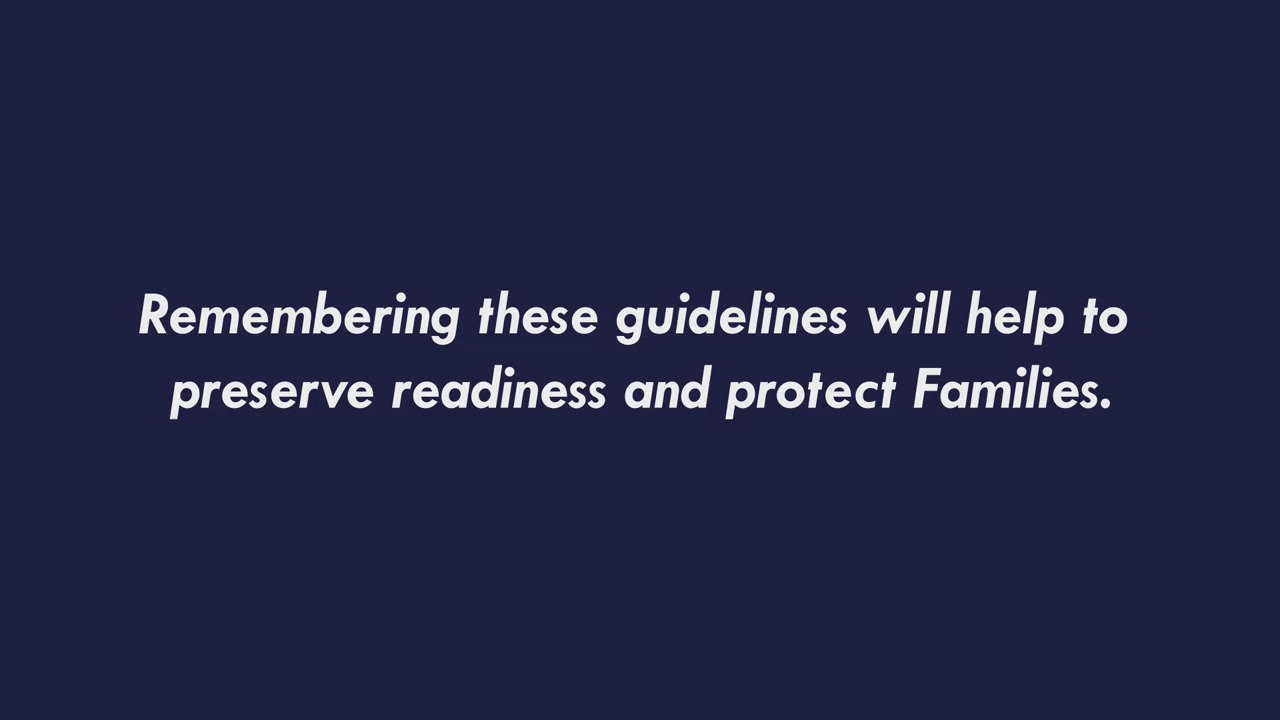 Remembering these guidelines will help to
preserve readiness and protect Families.